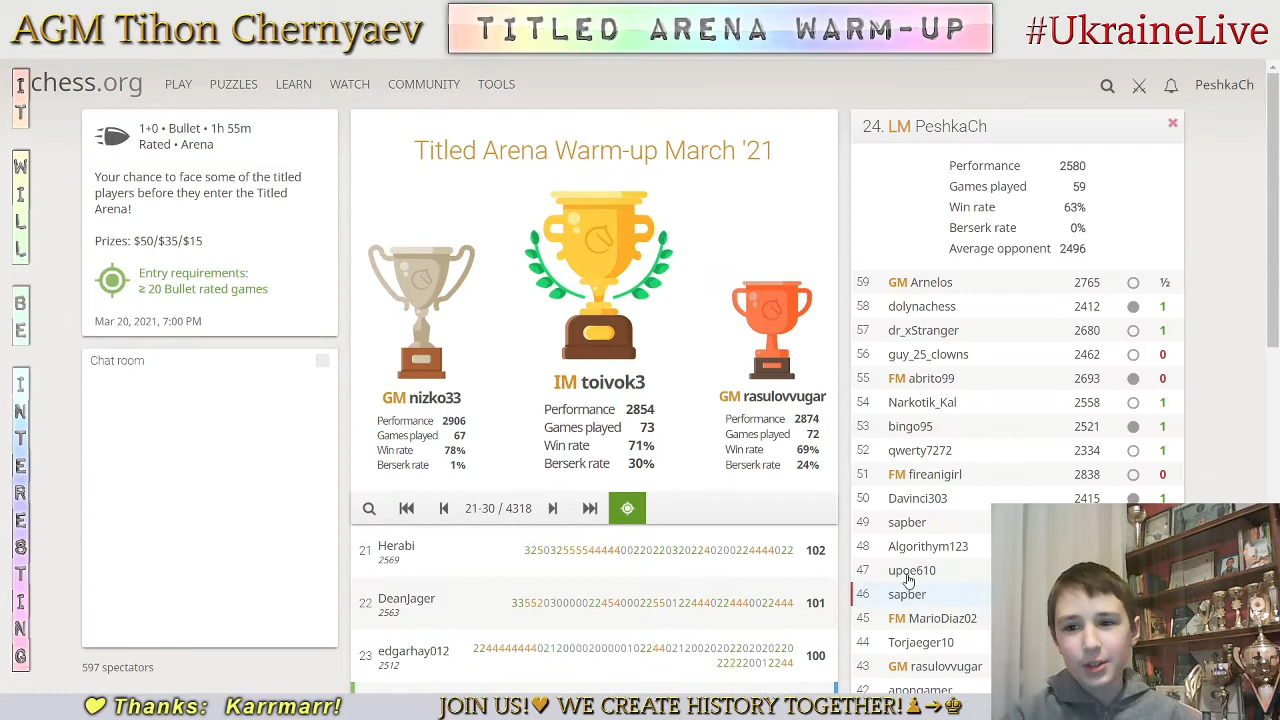 AGM Tihon Chernyaev
TITLED ARENA WARM-UP
#UkraineLive
IT WILL BE INTERESTING
chess.org
PLAY PUZZLES LEARN WATCH COMMUNITY TOOLS
PeshkaCh
1+0 • Bullet • 1h 55m
Rated • Arena
Your chance to face some of the titled
players before they enter the Titled
Arena!
Prizes: $50/$35/$15
Entry requirements:
≥ 20 Bullet rated games
Mar 20, 2021, 7:00 PM
Chat room
597 spectators
Titled Arena Warm-up March '21
GM nizko33
Performance 2906
Games played 67
Win rate 78%
Berserk rate 1%
IM toivok3
Performance 2854
Games played 73
Win rate 71%
Berserk rate 30%
GM rasulovvugar
Performance 2874
Games played 72
Win rate 69%
Berserk rate 24%
21-30 / 4318
21 Herabi 3250325555544444002202203202240200224444022 102
2569
22 DeanJager 102
2563
23 edgarhay012 100
2512
24. LM PeshkaCh
Performance 2580
Games played 59
Win rate 63%
Berserk rate 0%
Average opponent 2496
59 GM Arnelos 2765 ½
58 dolynachess 2412 1
57 dr_xStranger 2680 1
56 guy_25_clowns 2462 0
55 FM abrito99 2693 0
54 Narkotik_Kal 2558 1
53 bingo95 2521 1
52 qwerty7272 2334 1
51 FM fireanigirl 2838 0
50 Davinci303 2415 1
49 sapber
48 Algorithym123
47 upoe610
46 sapber
45 FM MarioDiaz02
44 Torjaeger10
43 GM rasulovvugar
42 anongamer
Thanks: Karrmarr!
JOIN US! WE CREATE HISTORY TOGETHER!